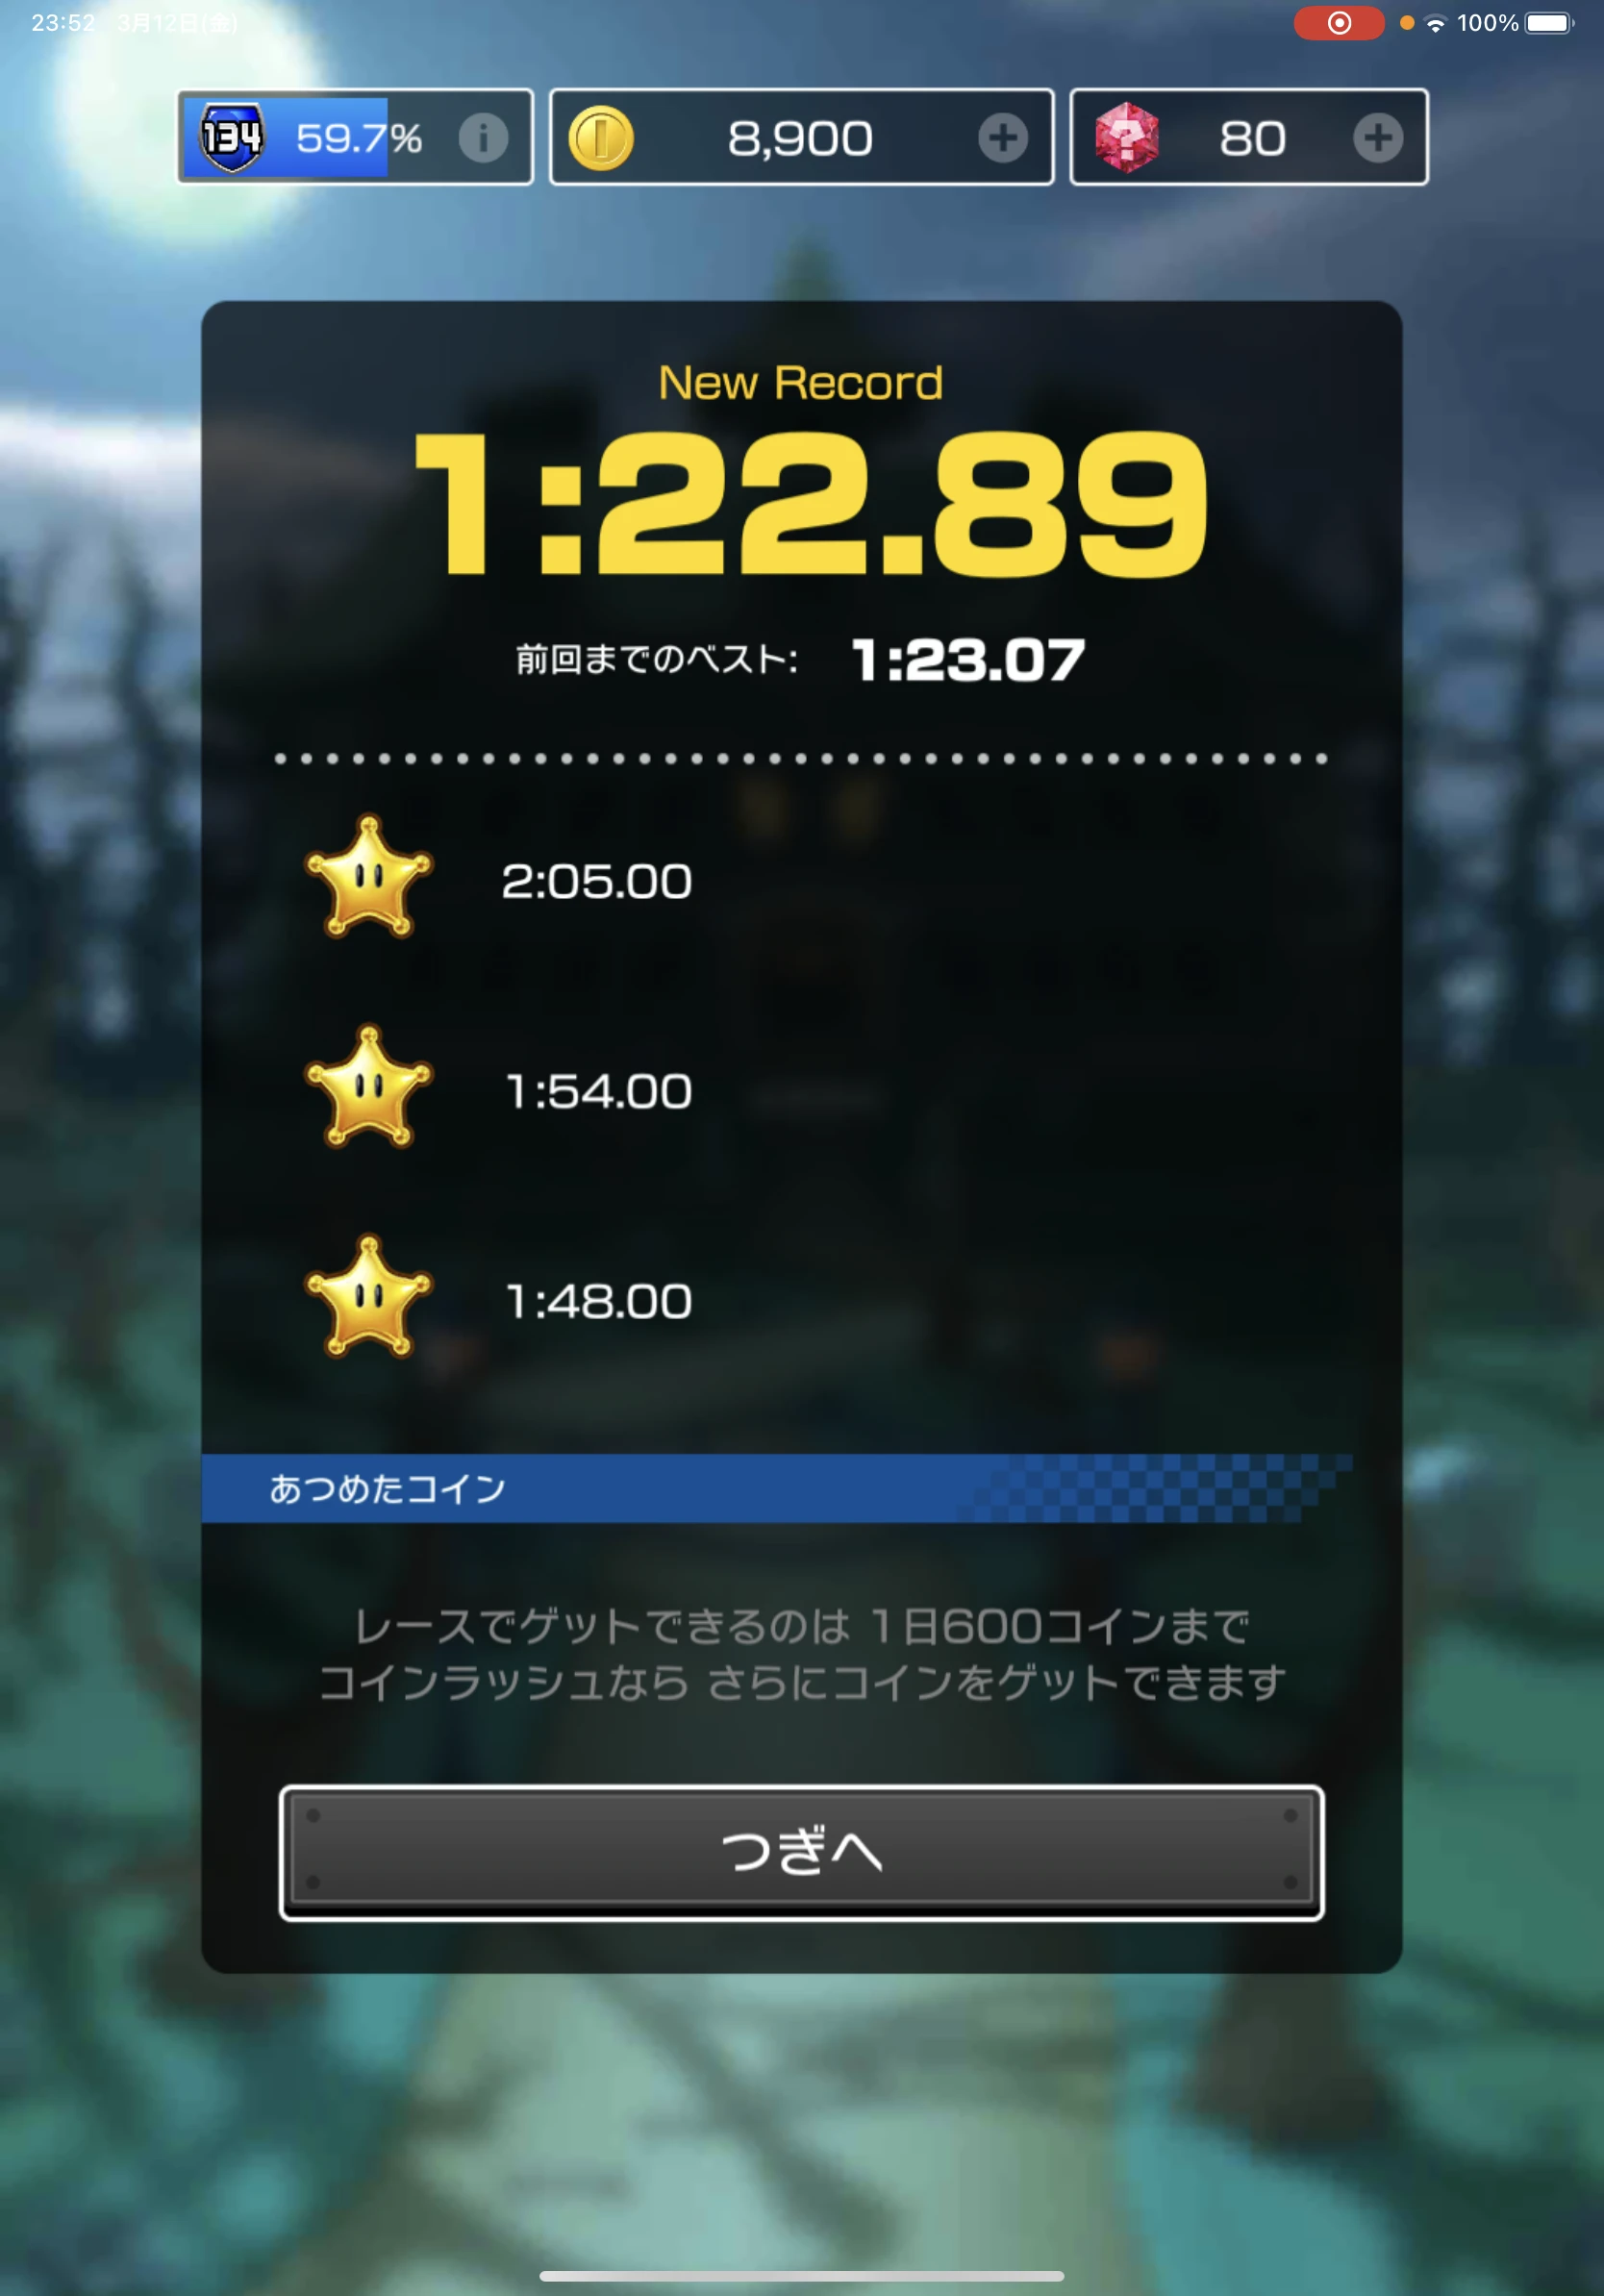 23:52 3月12日(金)
100%
134 59.7% i 8,900 + ? 80 +
New Record
1:22.89
前回までのベスト: 1:23.07
2:05.00
1:54.00
1:48.00
あつめたコイン
レースでゲットできるのは 1日600コインまで
コインラッシュなら さらにコインをゲットできます
つぎへ